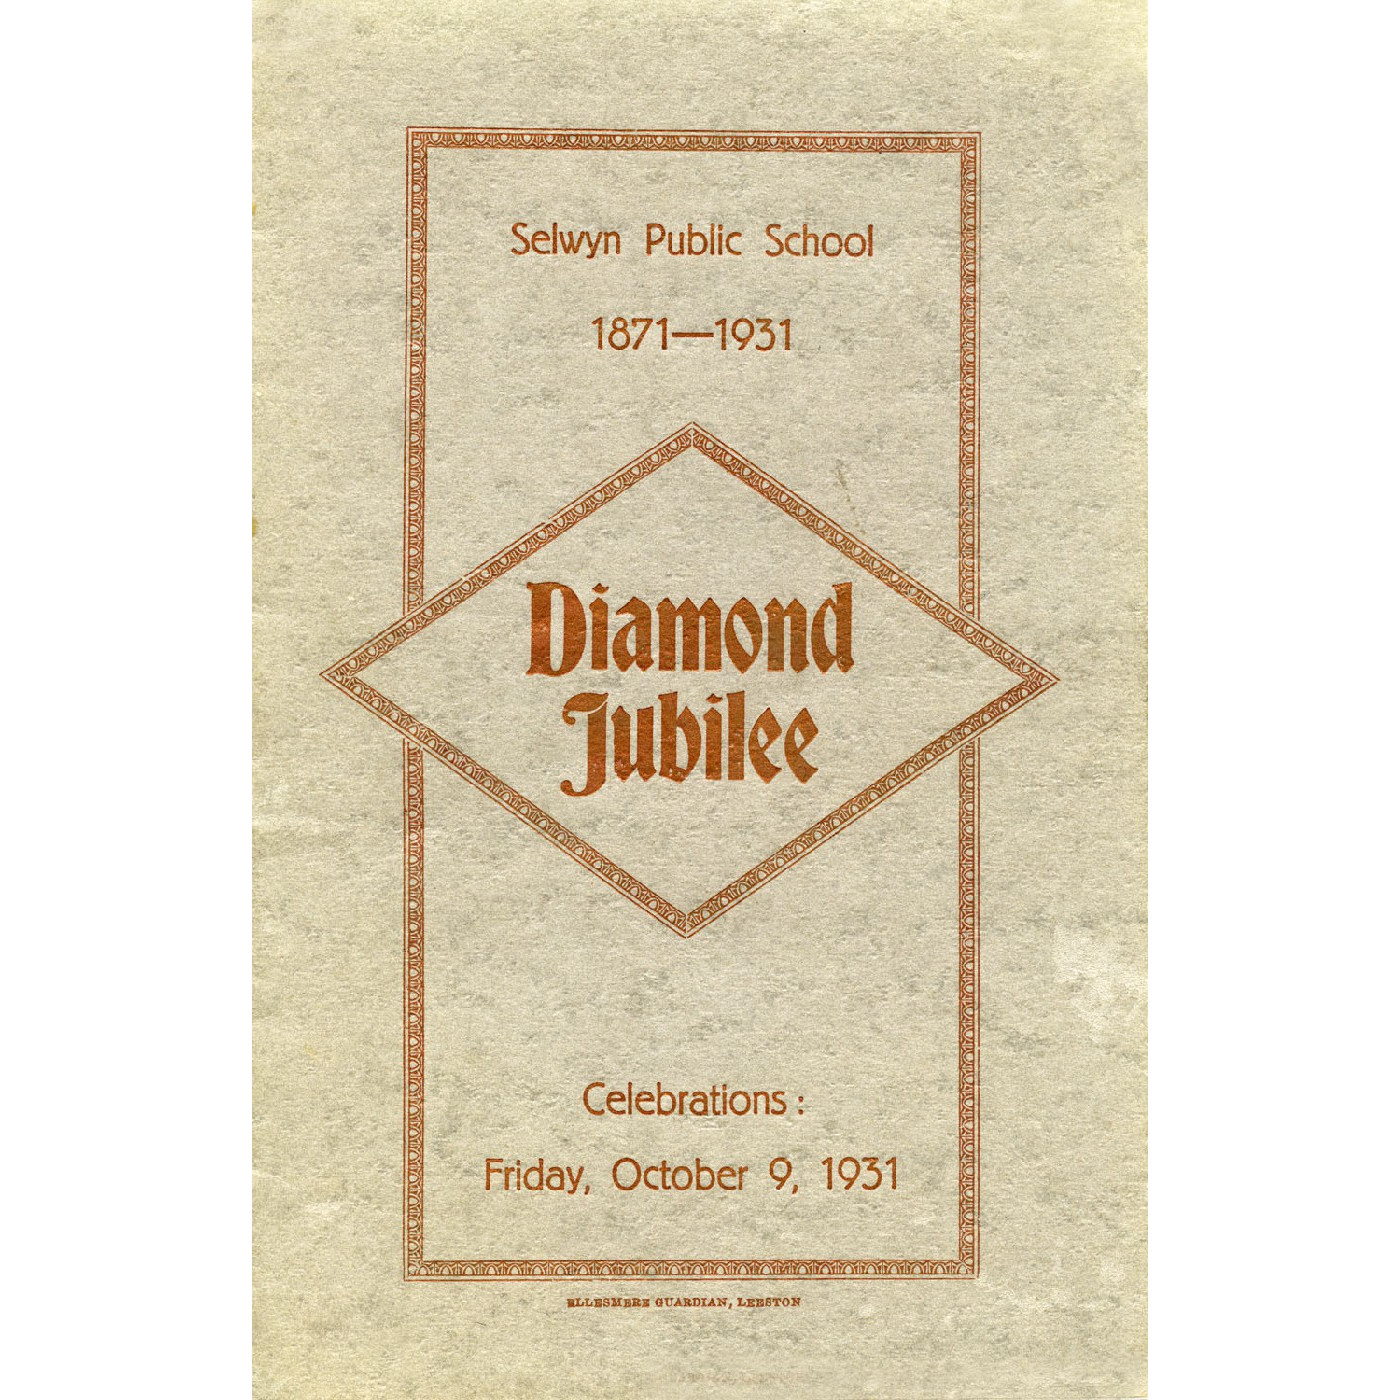 Selwyn Public School
1871—1931
Diamond
Jubilee
Celebrations :
Friday, October 9, 1931
ELLESMERE GUARDIAN, LEESTON